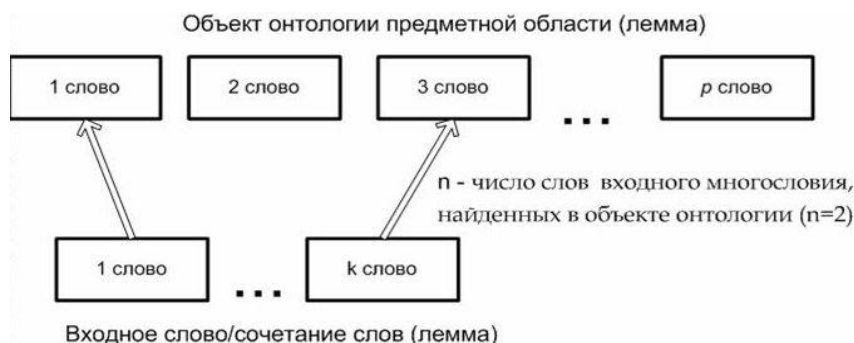 Объект онтологии предметной области (лемма)
1 слово 2 слово 3 слово ... p слово
n - число слов входного многословия,
найденных в объекте онтологии (n=2)
1 слово ... k слово
Входное слово/сочетание слов (лемма)